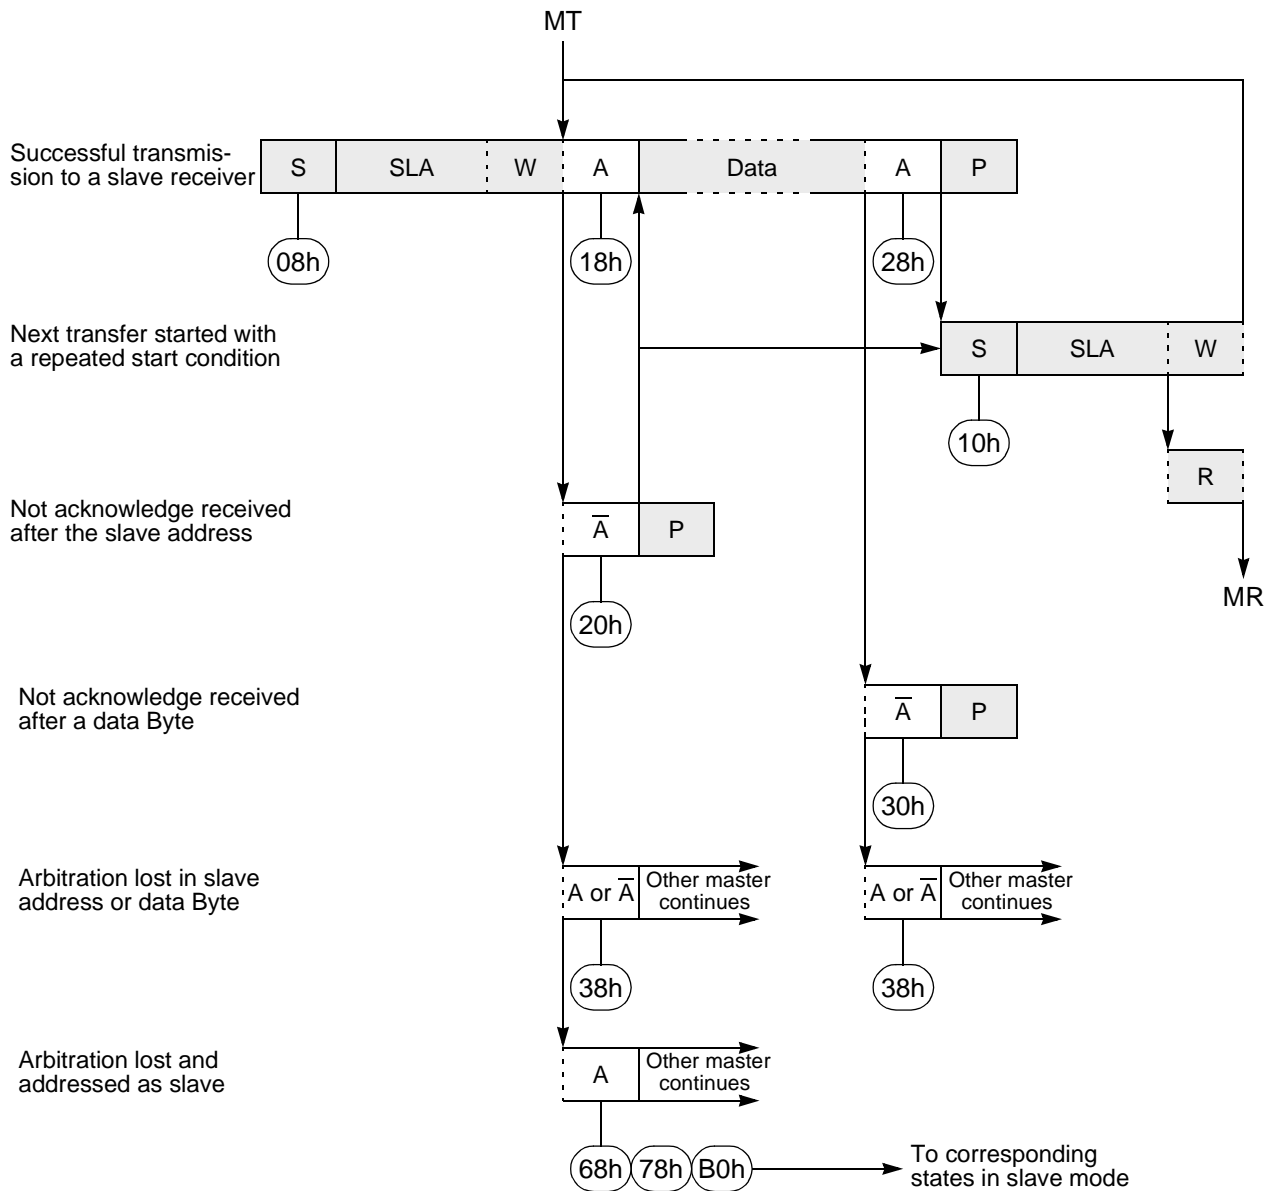 MT
Successful transmis-
sion to a slave receiver
S SLA W A Data A P
08h 18h 28h
Next transfer started with
a repeated start condition
S SLA W
10h
R
Not acknowledge received
after the slave address
A̅ P
MR
20h
Not acknowledge received
after a data Byte
A̅ P
30h
Arbitration lost in slave
address or data Byte
A or A̅ Other master
continues
A or A̅ Other master
continues
38h 38h
Arbitration lost and
addressed as slave
A Other master
continues
68h 78h B0h
To corresponding
states in slave mode